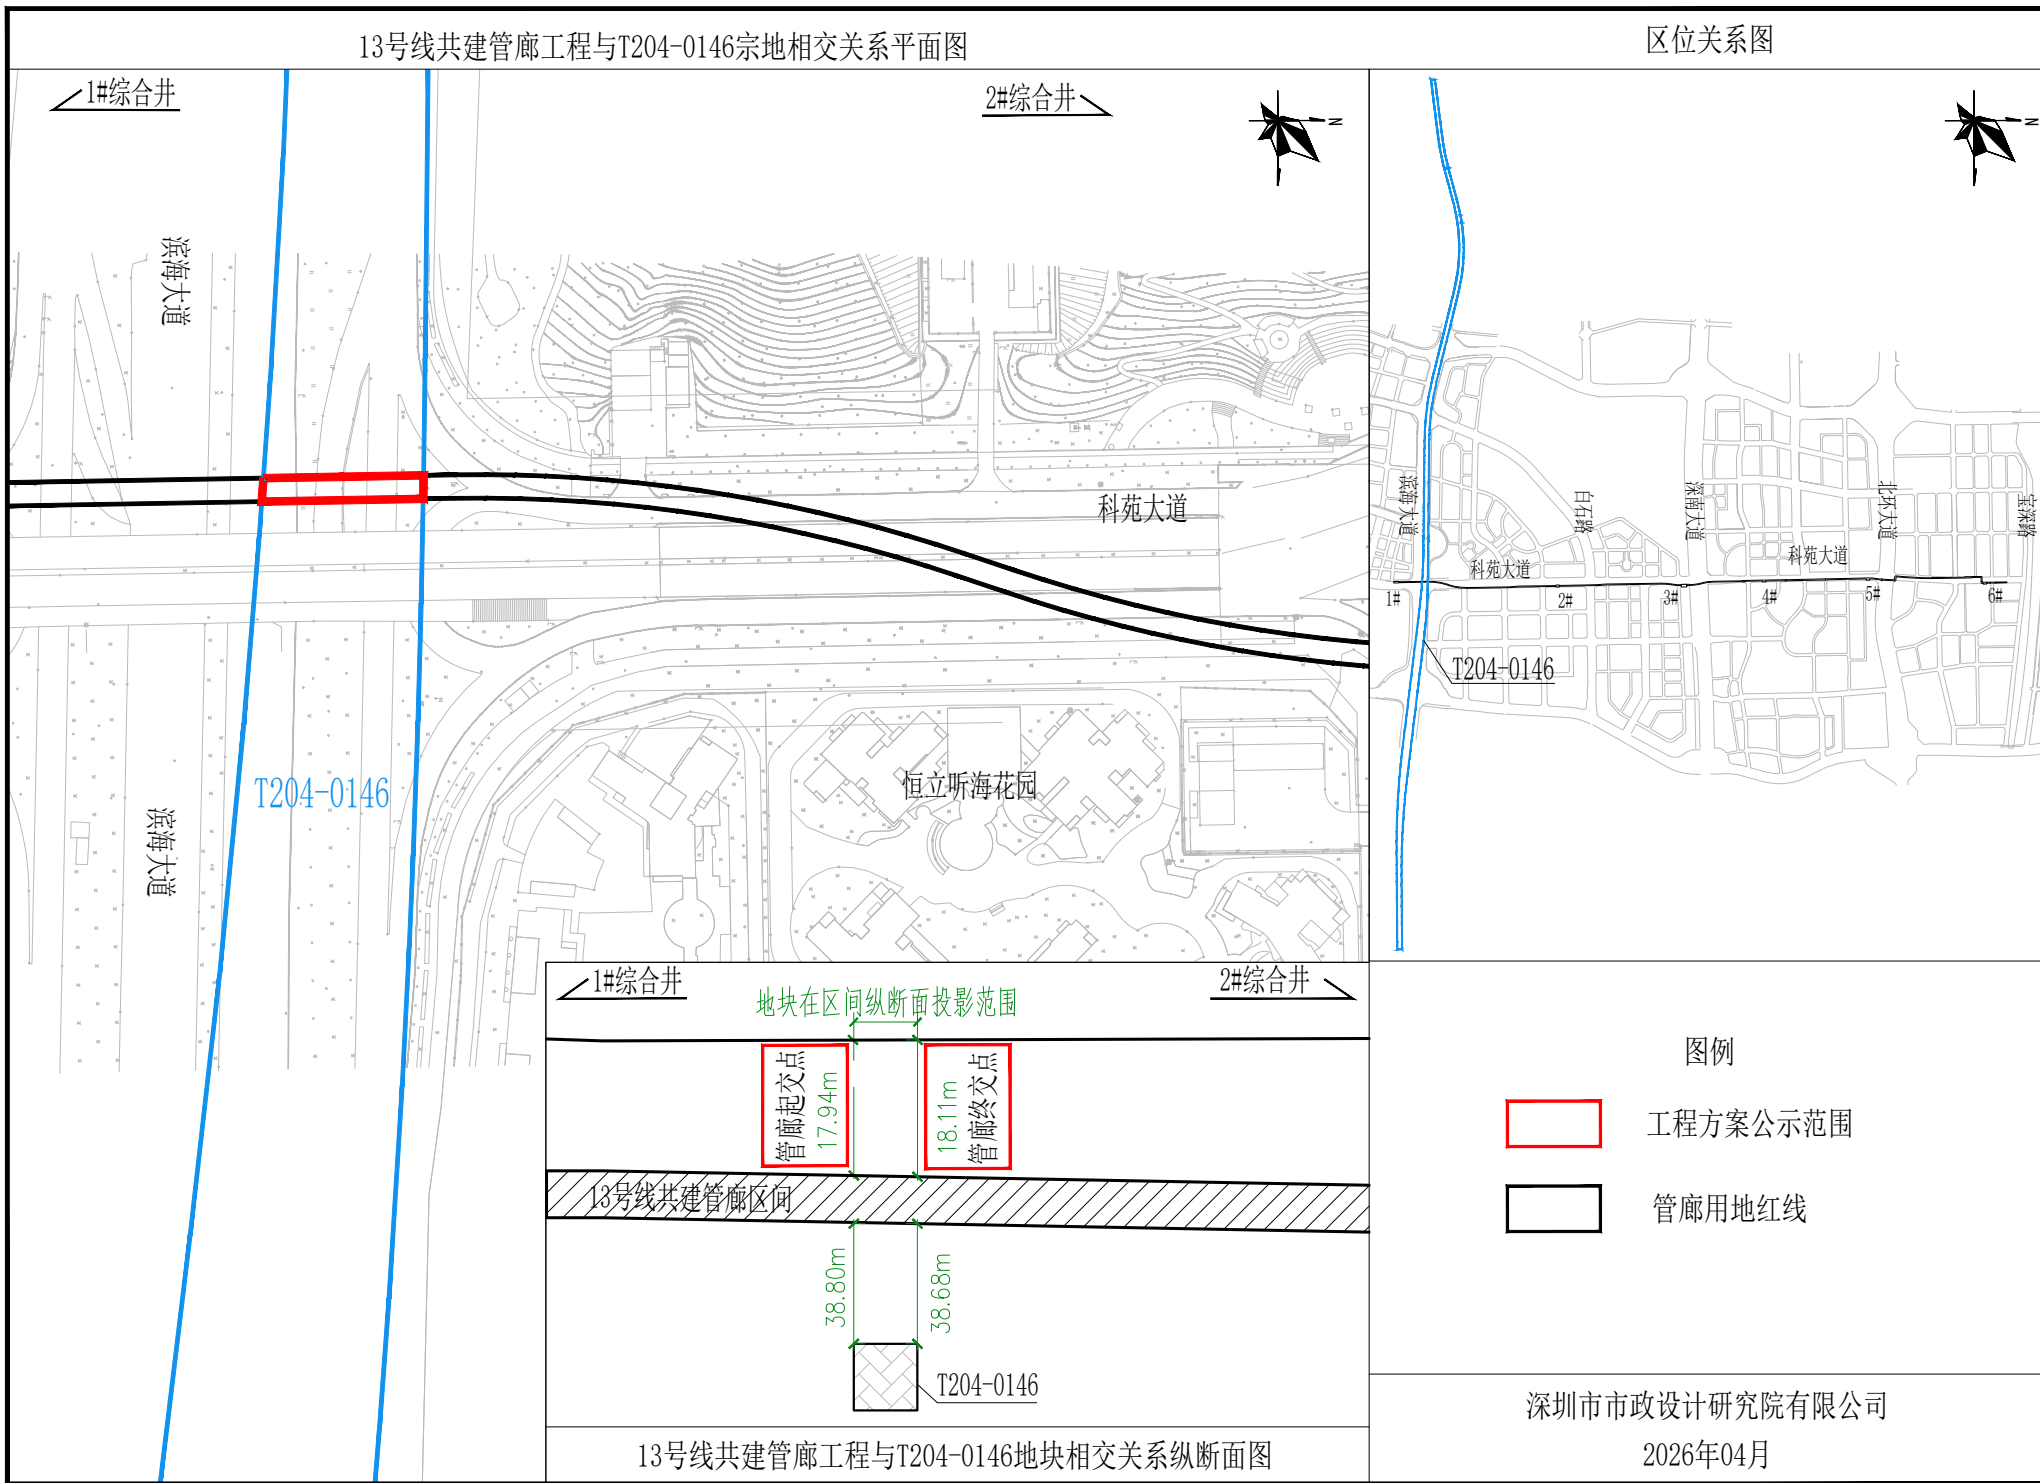 13号线共建管廊工程与T204-0146宗地相交关系平面图
区位关系图
1#综合井
2#综合井
N
N
滨海大道
科苑大道
T204-0146
恒立听海花园
滨海大道
滨海大道
白石路
深南大道
北环大道
宝深路
科苑大道
科苑大道
1#
2#
3#
4#
5#
6#
T204-0146
1#综合井
2#综合井
地块在区间纵断面投影范围
管廊起交点
17.94m
18.11m
管廊终交点
13号线共建管廊区间
38.80m
38.68m
T204-0146
13号线共建管廊工程与T204-0146地块相交关系纵断面图
图例
工程方案公示范围
管廊用地红线
深圳市市政设计研究院有限公司
2026年04月